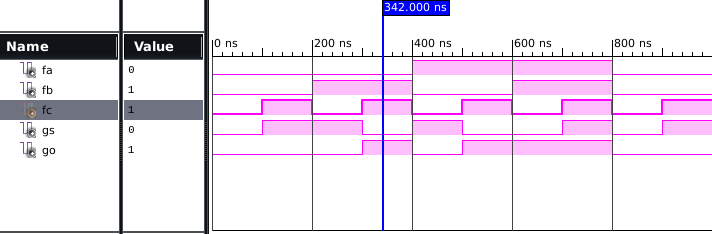 342.000 ns
Name Value 0 ns 200 ns 400 ns 600 ns 800 ns
fa 0
fb 1
fc 1
gs 0
go 1